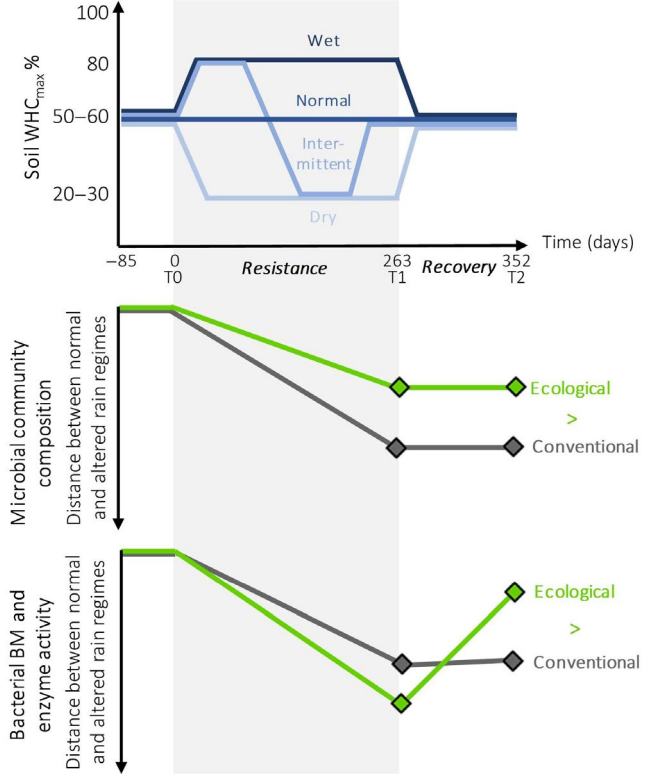 100
80
50–60
20–30
Soil WHCmax %
Wet
Normal
Inter-
mittent
Dry
Time (days)
–85
0
263
352
T0
Resistance
T1
Recovery
T2
Microbial community
composition
Distance between normal
and altered rain regimes
Ecological
>
Conventional
Bacterial BM and
enzyme activity
Distance between normal
and altered rain regimes
Ecological
>
Conventional